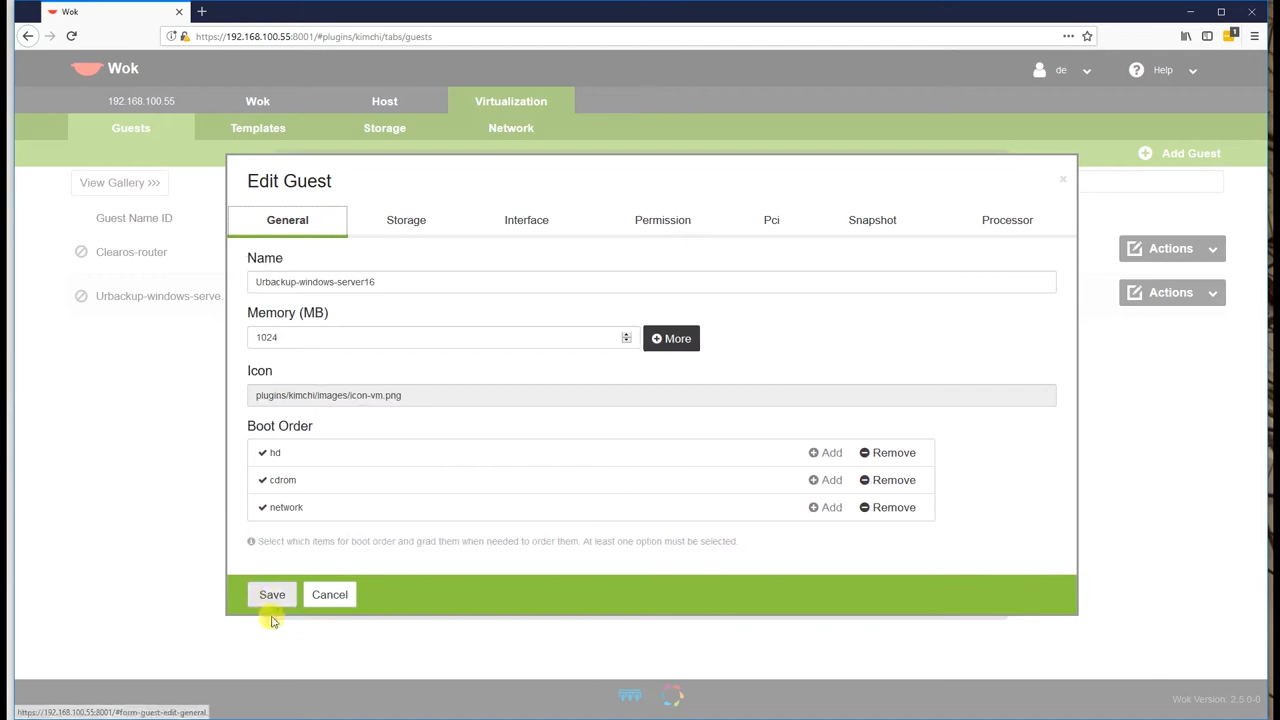 Wok
https://192.168.100.55:8001/#plugins/kimchi/tabs/guests
1
Wok
de
Help
192.168.100.55
Wok
Host
Virtualization
Guests
Templates
Storage
Network
Add Guest
View Gallery >>>
Guest Name ID
Clearos-router
Actions
Urbackup-windows-serve...
Actions
Edit Guest
×
General
Storage
Interface
Permission
Pci
Snapshot
Processor
Name
Urbackup-windows-server16
Memory (MB)
1024
More
Icon
plugins/kimchi/images/icon-vm.png
Boot Order
hd
Add
Remove
cdrom
Add
Remove
network
Add
Remove
Select which items for boot order and grad them when needed to order them. At least one option must be selected.
Save
Cancel
Wok Version: 2.5.0-0
https://192.168.100.55:8001/#form-guest-edit-general